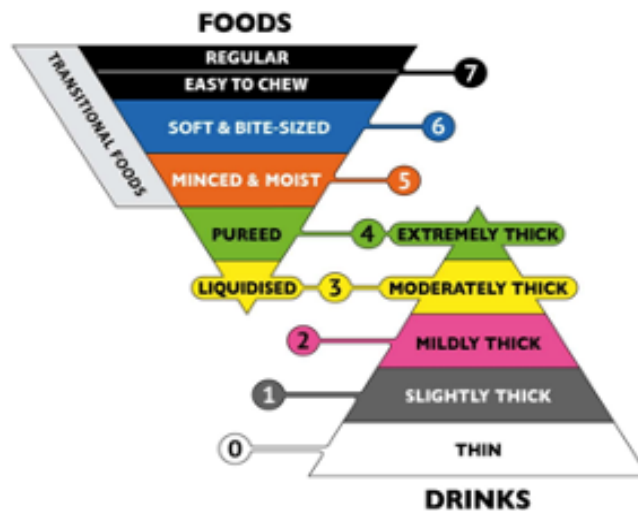 FOODS
REGULAR
EASY TO CHEW
7
TRANSITIONAL FOODS
SOFT & BITE-SIZED
6
MINCED & MOIST
5
PUREED
4
EXTREMELY THICK
LIQUIDISED
3
MODERATELY THICK
2
MILDLY THICK
1
SLIGHTLY THICK
0
THIN
DRINKS